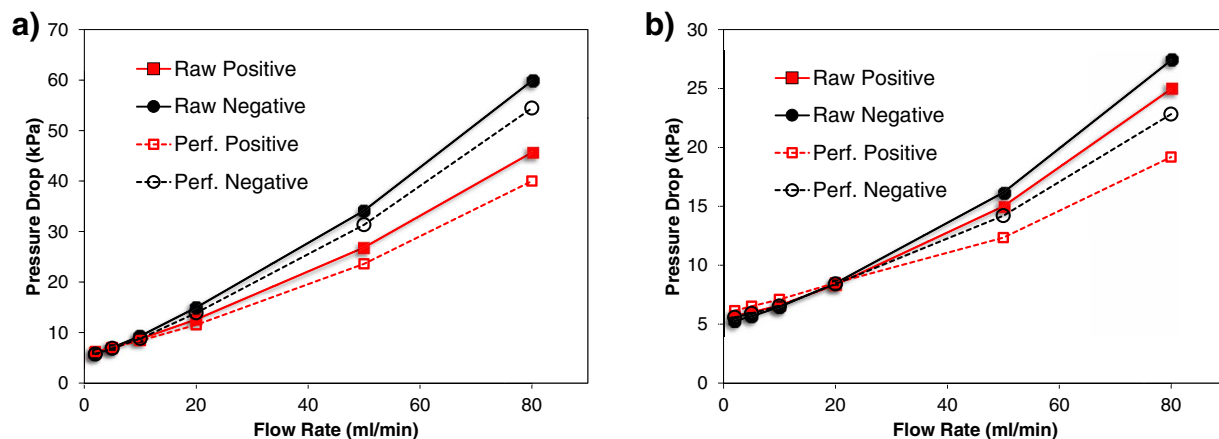 a)
Pressure Drop (kPa)
70
60
50
40
30
20
10
0
Raw Positive
Raw Negative
Perf. Positive
Perf. Negative
0
20
40
60
80
Flow Rate (ml/min)
b)
Pressure Drop (kPa)
30
25
20
15
10
5
0
Raw Positive
Raw Negative
Perf. Positive
Perf. Negative
0
20
40
60
80
Flow Rate (ml/min)